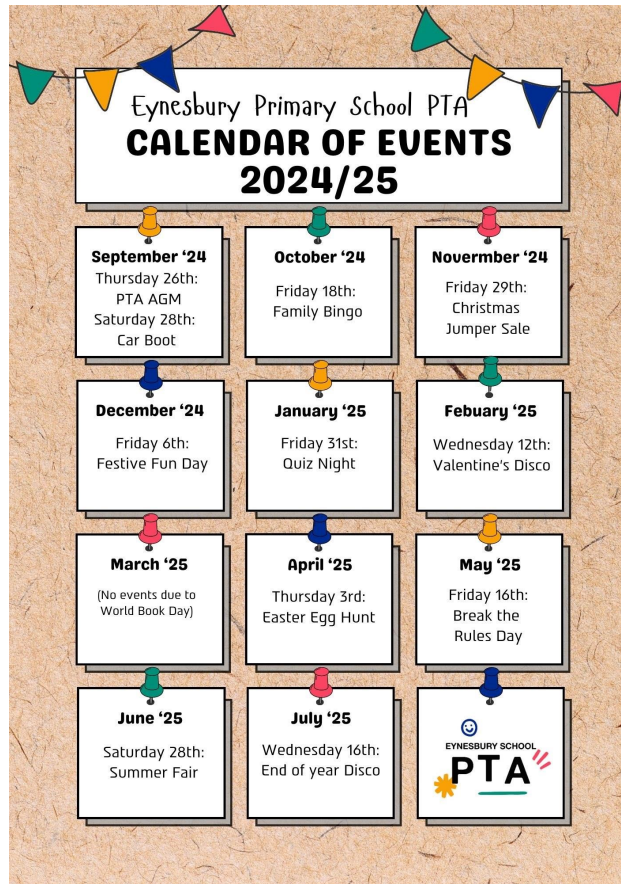 Eynesbury Primary School PTA
CALENDAR OF EVENTS
2024/25
September ‘24
Thursday 26th:
PTA AGM
Saturday 28th:
Car Boot
October ‘24
Friday 18th:
Family Bingo
Novermber ‘24
Friday 29th:
Christmas
Jumper Sale
December ‘24
Friday 6th:
Festive Fun Day
January ‘25
Friday 31st:
Quiz Night
Febuary ‘25
Wednesday 12th:
Valentine's Disco
March ‘25
(No events due to
World Book Day)
April ‘25
Thursday 3rd:
Easter Egg Hunt
May ‘25
Friday 16th:
Break the
Rules Day
June ‘25
Saturday 28th:
Summer Fair
July ‘25
Wednesday 16th:
End of year Disco
EYNESBURY SCHOOL
PTA